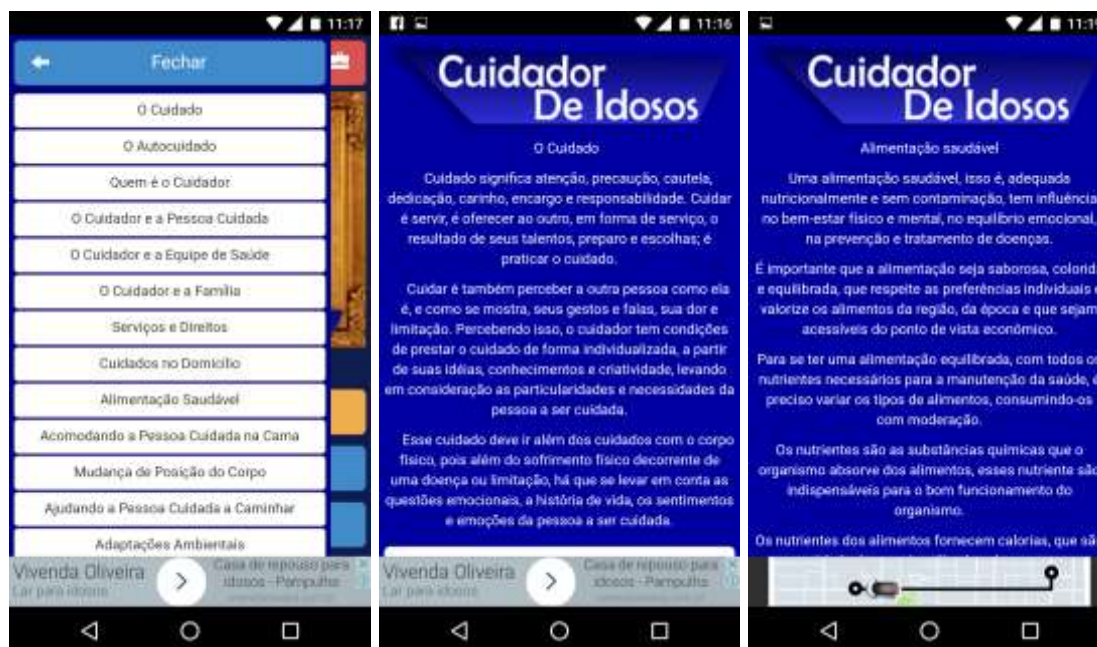 11:17
Fechar
O Cuidado
O Autocuidado
Quem é o Cuidador
O Cuidador e a Pessoa Cuidada
O Cuidador e a Equipe de Saúde
O Cuidador e a Família
Serviços e Direitos
Cuidados no Domicílio
Alimentação Saudável
Acomodando a Pessoa Cuidada na Cama
Mudança de Posição do Corpo
Ajudando a Pessoa Cuidada a Caminhar
Adaptações Ambientais
Vivenda Oliveira
Lar para idosos
Casa de repouso para
idosos - Pampulha
11:16
Cuidador
De Idosos
O Cuidado
Cuidado significa atenção, precaução, cautela,
dedicação, carinho, encargo e responsabilidade. Cuidar
é servir, é oferecer ao outro, em forma de serviço, o
resultado de seus talentos, preparo e escolhas; é
praticar o cuidado.
Cuidar é também perceber a outra pessoa como ela
é, e como se mostra, seus gestos e falas, sua dor e
limitação. Percebendo isso, o cuidador tem condições
de prestar o cuidado de forma individualizada, a partir
de suas idéias, conhecimentos e criatividade, levando
em consideração as particularidades e necessidades da
pessoa a ser cuidada.
Esse cuidado deve ir além dos cuidados com o corpo
físico, pois além do sofrimento físico decorrente de
uma doença ou limitação, há que se levar em conta as
questões emocionais, a história de vida, os sentimentos
e emoções da pessoa a ser cuidada.
Vivenda Oliveira
Lar para idosos
Casa de repouso para
idosos - Pampulha
11:19
Cuidador
De Idosos
Alimentação saudável
Uma alimentação saudável, isso é, adequada
nutricionalmente e sem contaminação, tem influência
no bem-estar físico e mental, no equilíbrio emocional,
na prevenção e tratamento de doenças.
É importante que a alimentação seja saborosa, colorid
e equilibrada, que respeite as preferências individuais e
valorize os alimentos da região, da época e que sejam
acessíveis do ponto de vista econômico.
Para se ter uma alimentação equilibrada, com todos os
nutrientes necessários para a manutenção da saúde, é
preciso variar os tipos de alimentos, consumindo-os
com moderação.
Os nutrientes são as substâncias químicas que o
organismo absorve dos alimentos, esses nutriente são
indispensáveis para o bom funcionamento do
organismo.
Os nutrientes dos alimentos fornecem calorias, que sã